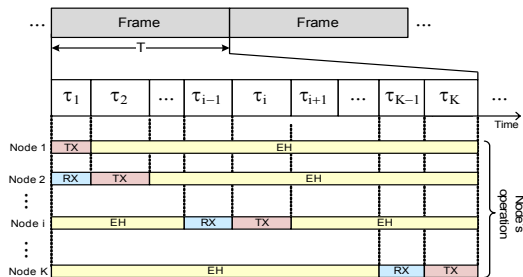 ... Frame Frame ...
T
τ1 τ2 ... τi−1 τi τi+1 ... τK−1 τK ...
Time
Node 1 TX EH
Node 2 RX TX EH
⋮
Node i EH RX TX EH
⋮
Node K EH RX TX
Node s
operation